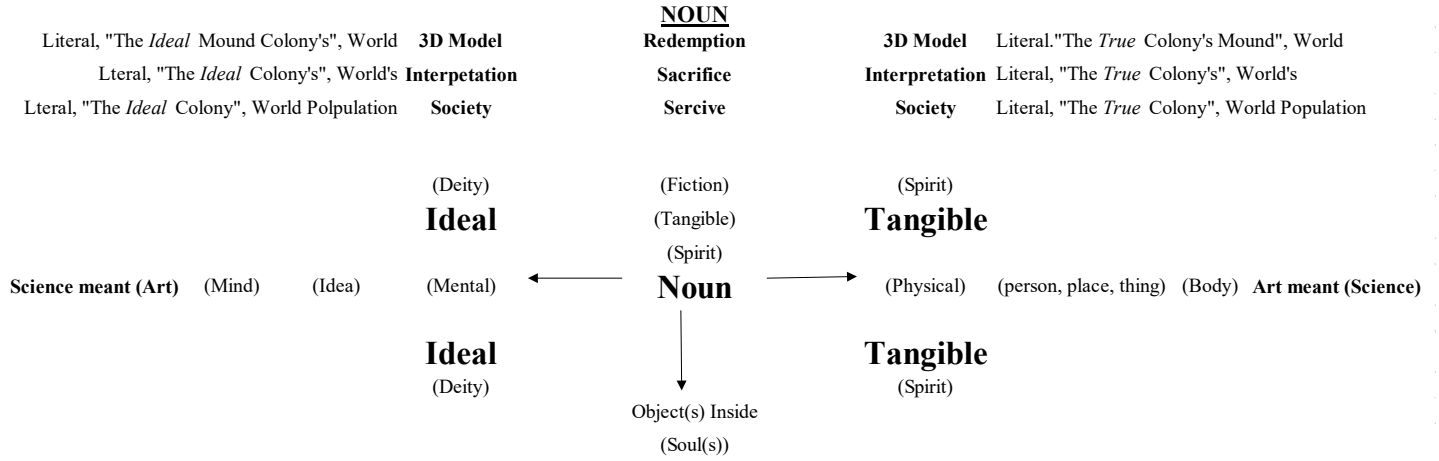 NOUN
Literal, "The Ideal Mound Colony's", World 3D Model Redemption 3D Model Literal."The True Colony's Mound", World
Lteral, "The Ideal Colony's", World's Interpetation Sacrifice Interpretation Literal, "The True Colony's", World's
Lteral, "The Ideal Colony", World Polpulation Society Sercive Society Literal, "The True Colony", World Population
(Deity) (Fiction) (Spirit)
Ideal (Tangible) Tangible
(Spirit)
Science meant (Art) (Mind) (Idea) (Mental) Noun (Physical) (person, place, thing) (Body) Art meant (Science)
Ideal Tangible
(Deity) (Spirit)
Object(s) Inside
(Soul(s))